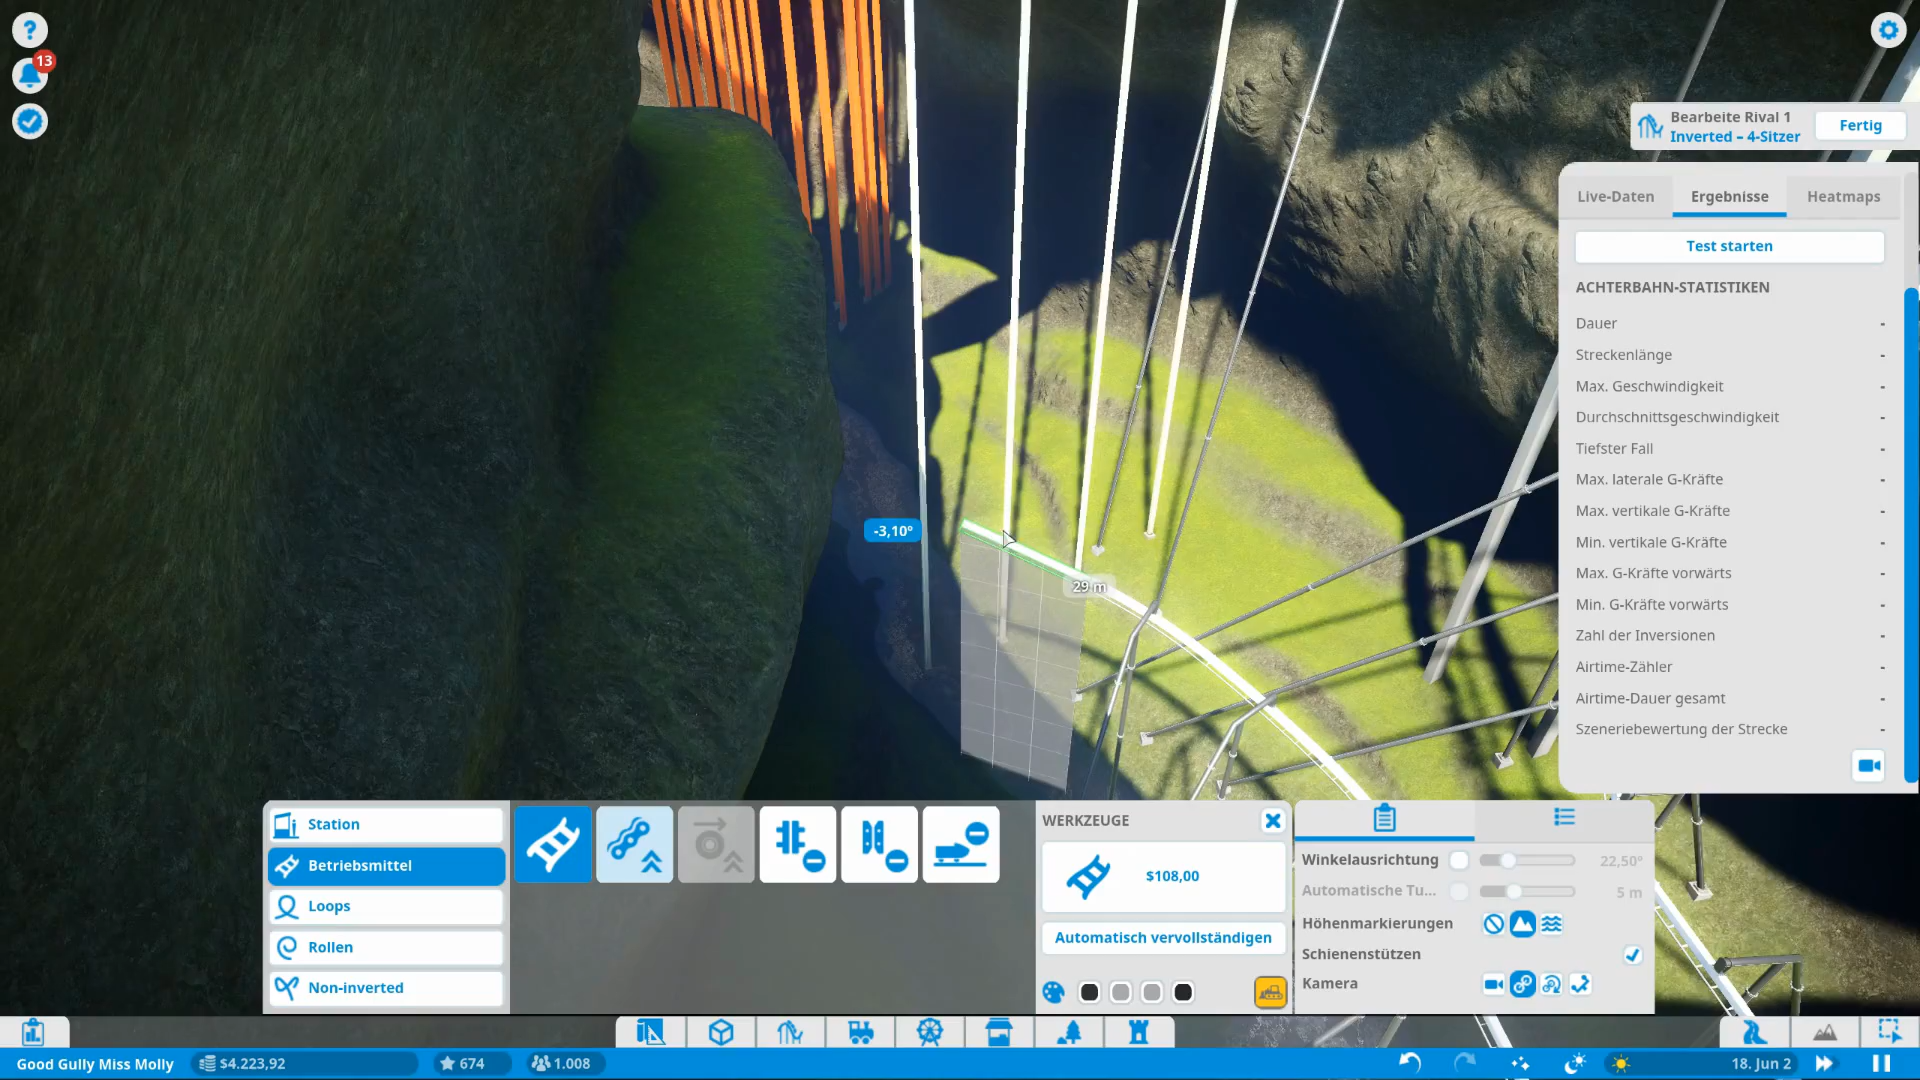 ?
13
Bearbeite Rival 1
Inverted – 4-Sitzer
Fertig
Live-Daten
Ergebnisse
Heatmaps
Test starten
ACHTERBAHN-STATISTIKEN
Dauer -
Streckenlänge -
Max. Geschwindigkeit -
Durchschnittsgeschwindigkeit -
Tiefster Fall -
Max. laterale G-Kräfte -
Max. vertikale G-Kräfte -
Min. vertikale G-Kräfte -
Max. G-Kräfte vorwärts -
Min. G-Kräfte vorwärts -
Zahl der Inversionen -
Airtime-Zähler -
Airtime-Dauer gesamt -
Szeneriebewertung der Strecke -
-3,10°
29 m
Station
Betriebsmittel
Loops
Rollen
Non-inverted
WERKZEUGE
$108,00
Automatisch vervollständigen
Winkelausrichtung 22,50°
Automatische Tu... 5 m
Höhenmarkierungen
Schienenstützen
Kamera
Good Gully Miss Molly
$4.223,92
674
1.008
18. Jun 2